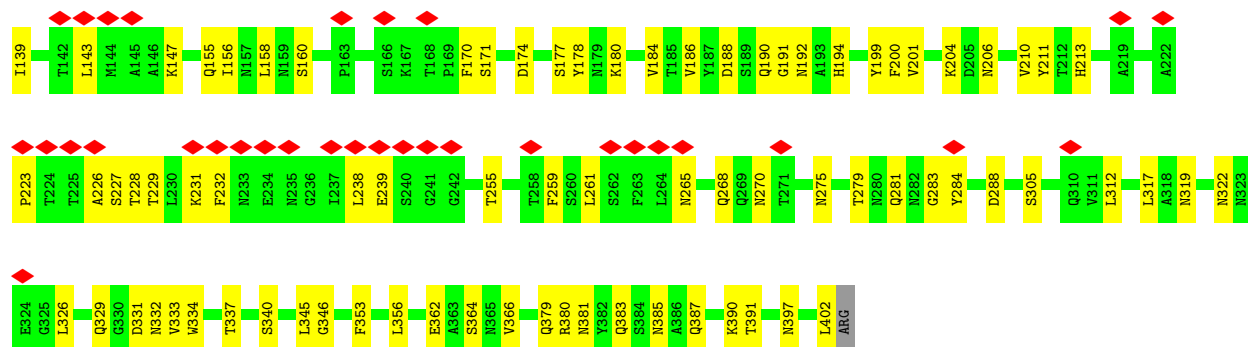 I139 T142 L143 M144 A145 A146 K147 Q155 I156 N157 L158 N159 S160 P163 S166 K167 T168 P169 F170 S171 D174 S177 Y178 N179 K180 V184 T185 V186 Y187 D188 S189 Q190 G191 N192 A193 H194 Y199 F200 V201 K204 D205 N206 V210 Y211 T212 H213 A219 A222
P223 T224 T225 A226 S227 T228 T229 L230 K231 F232 N233 E234 N235 G236 I237 L238 E239 S240 G241 G242 T255 T258 F259 S260 L261 S262 F263 L264 N265 Q268 Q269 N270 T271 N275 T279 N280 Q281 N282 G283 Y284 D288 S305 Q310 V311 L312 L317 A318 N319 N322 N323
E324 G325 L326 Q329 G330 D331 N332 V333 W334 T337 S340 L345 G346 F353 L356 E362 A363 S364 N365 V366 Q379 R380 N381 Y382 Q383 S384 N385 A386 Q387 K390 T391 N397 L402 ARG